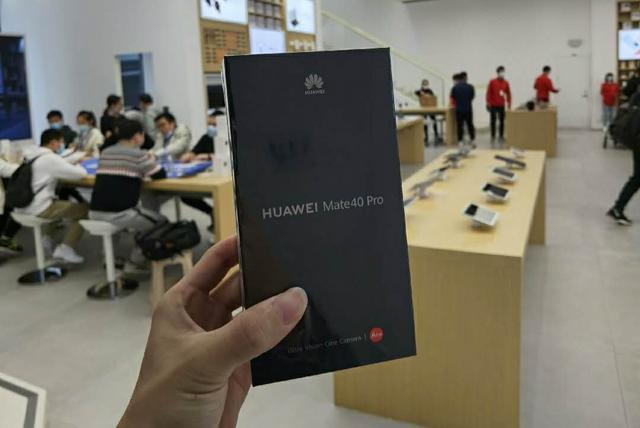 HUAWEI
HUAWEI Mate40 Pro
Ultra Vision Cine Camera | Leica